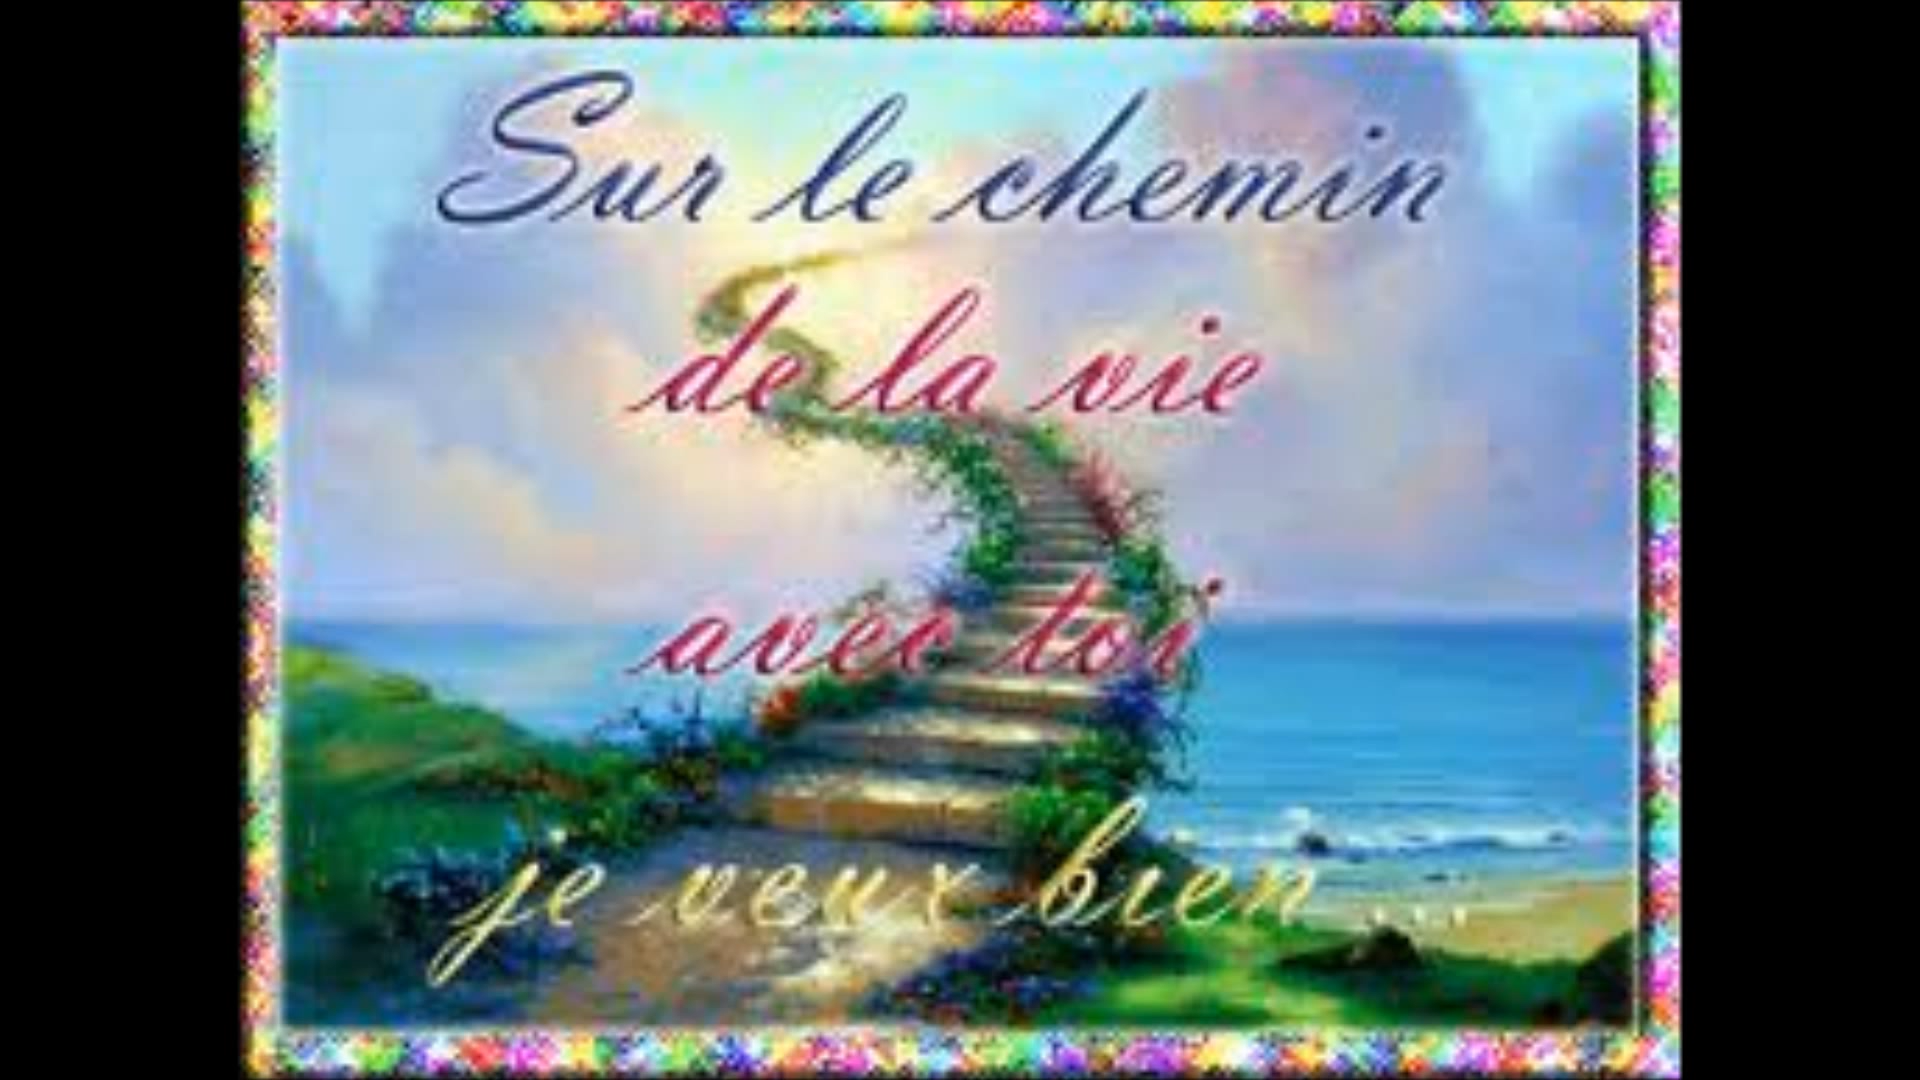 Sur le chemin
de la vie
avec toi
je veux bien ...